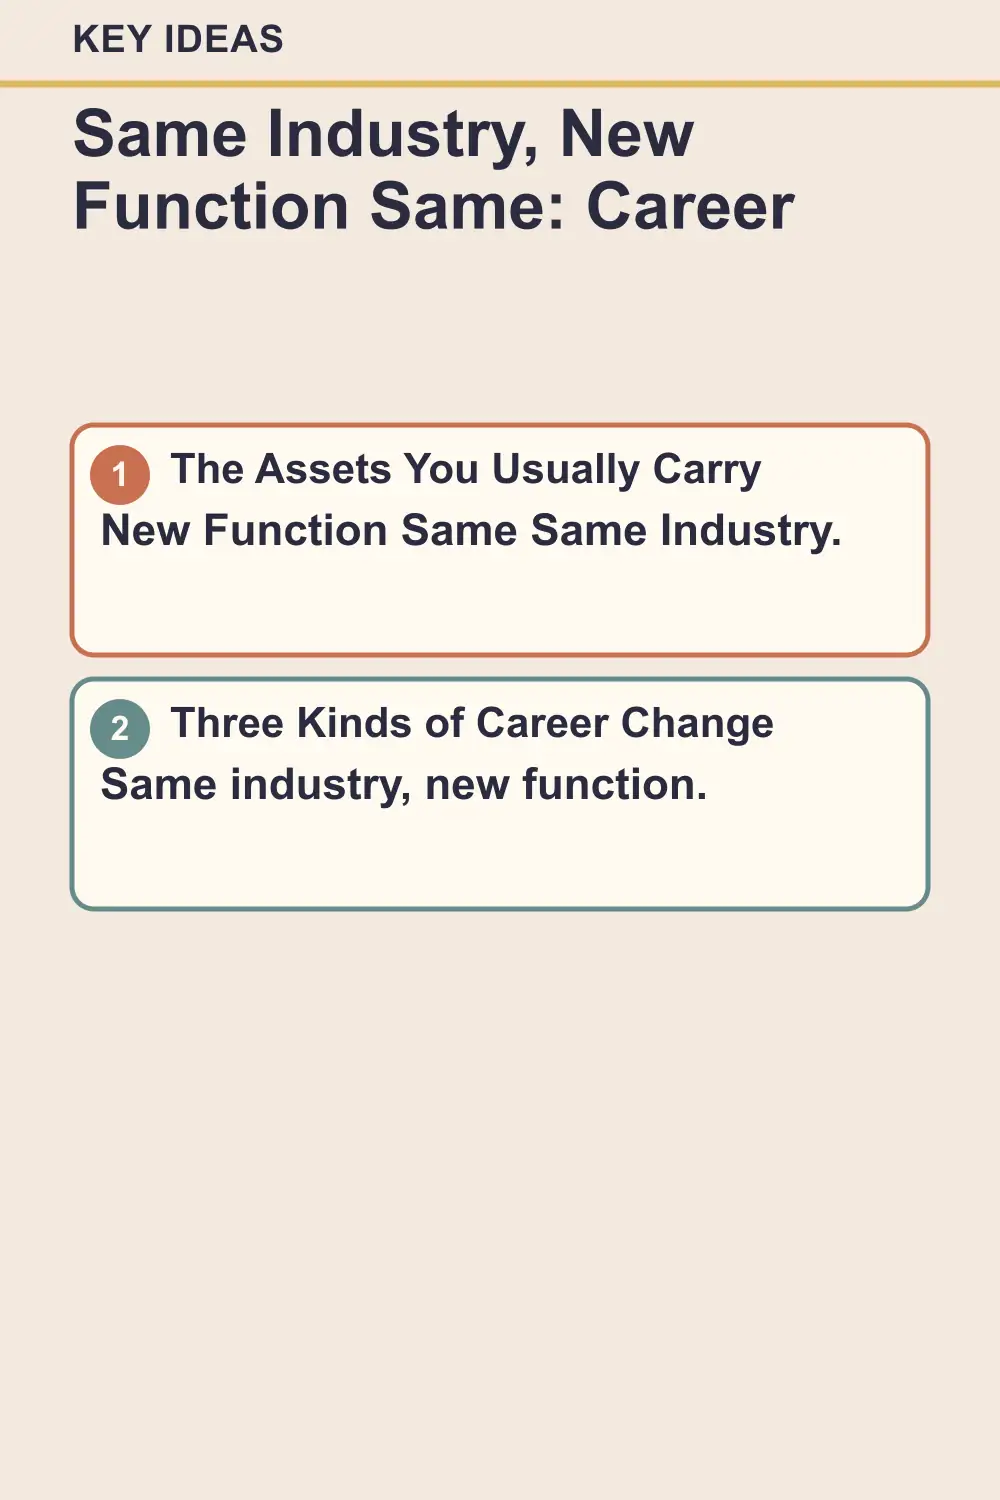 KEY IDEAS
Same Industry, New
Function Same: Career
1 The Assets You Usually Carry
New Function Same Same Industry.
2 Three Kinds of Career Change
Same industry, new function.